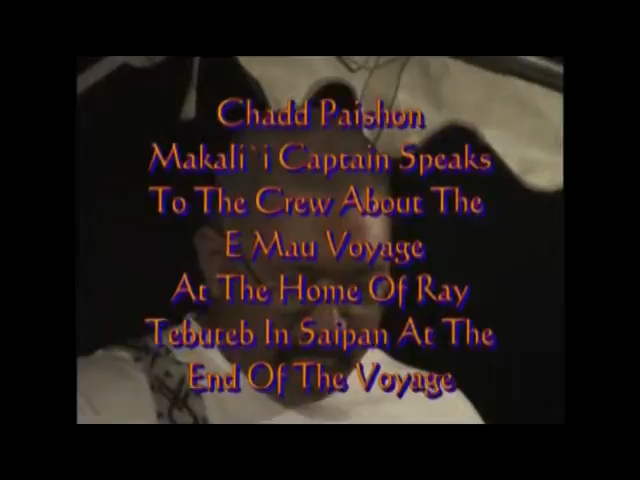 Chadd Paishon
Makali`i Captain Speaks
To The Crew About The
E Mau Voyage
At The Home Of Ray
Tebuteb In Saipan At The
End Of The Voyage